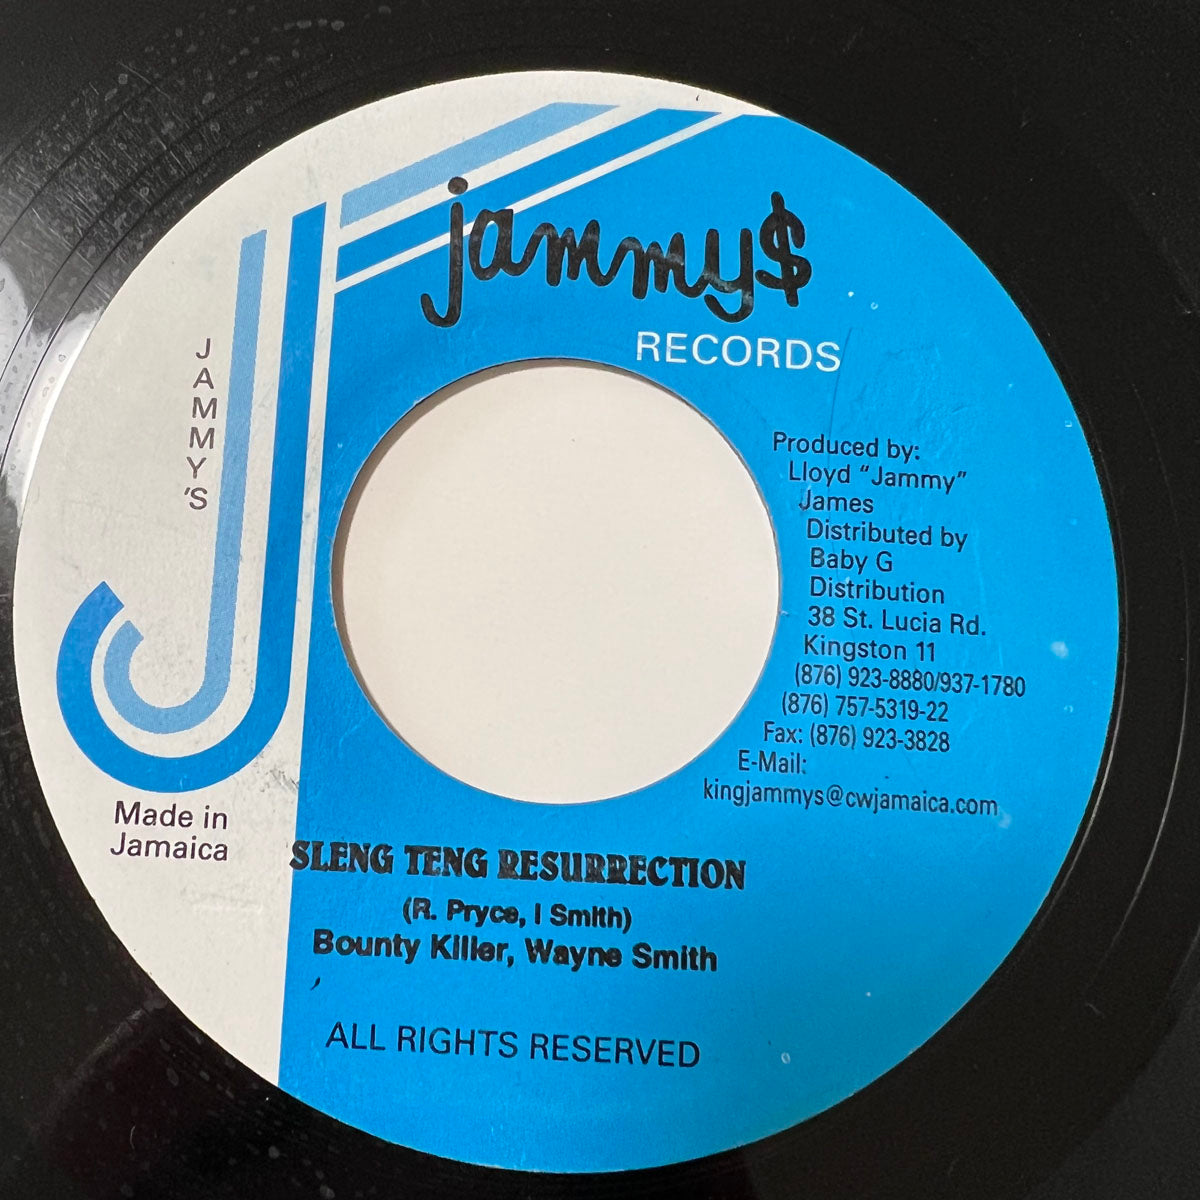 jammy$
RECORDS
JAMMY'S
Produced by:
Lloyd "Jammy"
James
Distributed by
Baby G
Distribution
38 St. Lucia Rd.
Kingston 11
(876) 923-8880/937-1780
(876) 757-5319-22
Fax: (876) 923-3828
E-Mail:
kingjammys@cwjamaica.com
Made in
Jamaica
SLENG TENG RESURRECTION
(R. Pryce, I Smith)
Bounty Killer, Wayne Smith
ALL RIGHTS RESERVED